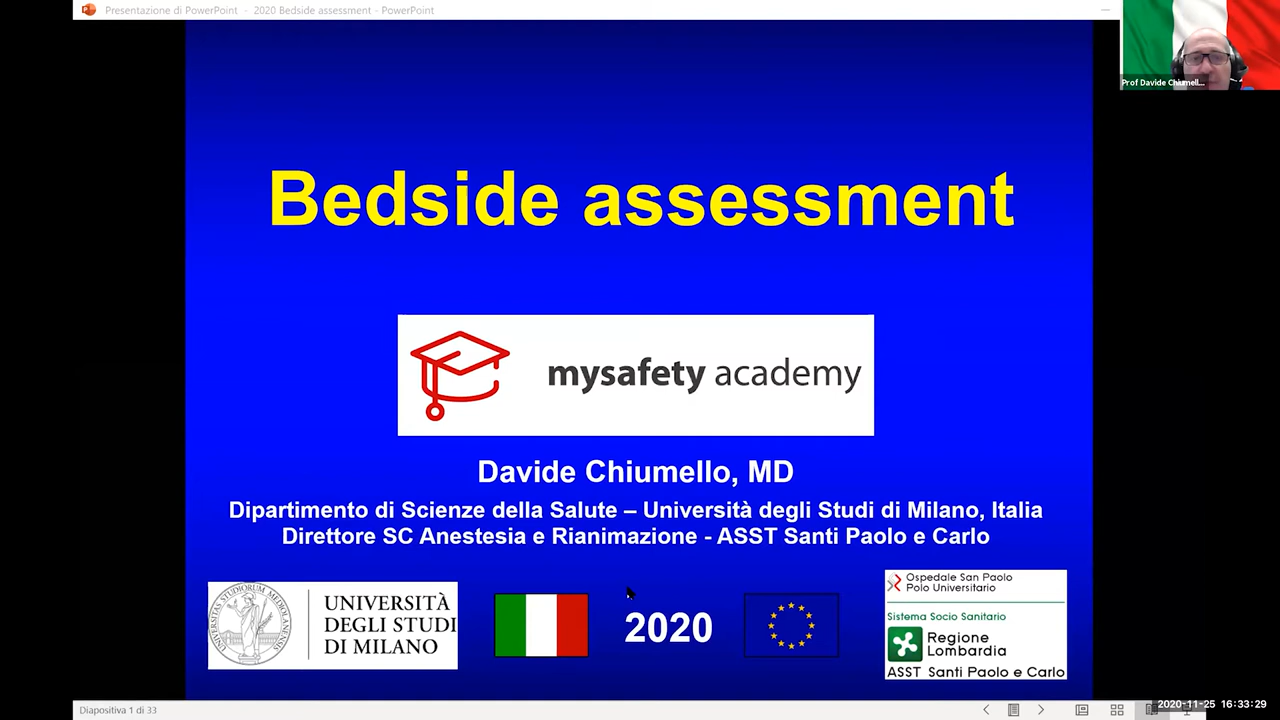 Presentazione di PowerPoint - 2020 Bedside assessment - PowerPoint
Prof Davide Chiumell...
Bedside assessment
mysafety academy
Davide Chiumello, MD
Dipartimento di Scienze della Salute – Università degli Studi di Milano, Italia
Direttore SC Anestesia e Rianimazione - ASST Santi Paolo e Carlo
UNIVERSITÀ
DEGLI STUDI
DI MILANO
2020
Ospedale San Paolo
Polo Universitario
Sistema Socio Sanitario
Regione
Lombardia
ASST Santi Paolo e Carlo
Diapositiva 1 di 33
2020-11-25 16:33:29